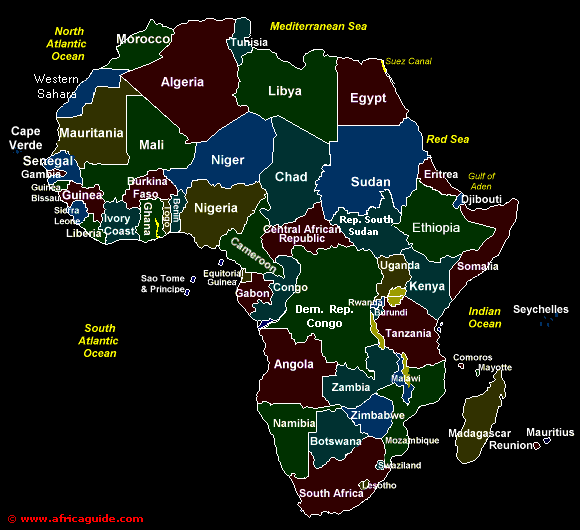 Mediterranean Sea
North
Atlantic
Ocean
Morocco
Tunisia
Suez Canal
Western
Sahara
Algeria
Libya
Egypt
Cape
Verde
Mauritania
Mali
Niger
Chad
Sudan
Red Sea
Eritrea
Gulf of
Aden
Djibouti
Senegal
Gambia
Guinea
Bissau
Guinea
Sierra
Leone
Liberia
Ivory
Coast
Burkina
Faso
Ghana
Togo
Benin
Nigeria
Cameroon
Central African
Republic
Rep. South
Sudan
Ethiopia
Somalia
Sao Tome
& Principe
Equitorial
Guinea
Gabon
Congo
Dem. Rep.
Congo
Uganda
Kenya
Rwanda
Burundi
Tanzania
Indian
Ocean
Seychelles
South
Atlantic
Ocean
Angola
Zambia
Malawi
Comoros
Mayotte
Namibia
Botswana
Zimbabwe
Mozambique
Madagascar
Reunion
Mauritius
Swaziland
Lesotho
South Africa
© www.africaguide.com